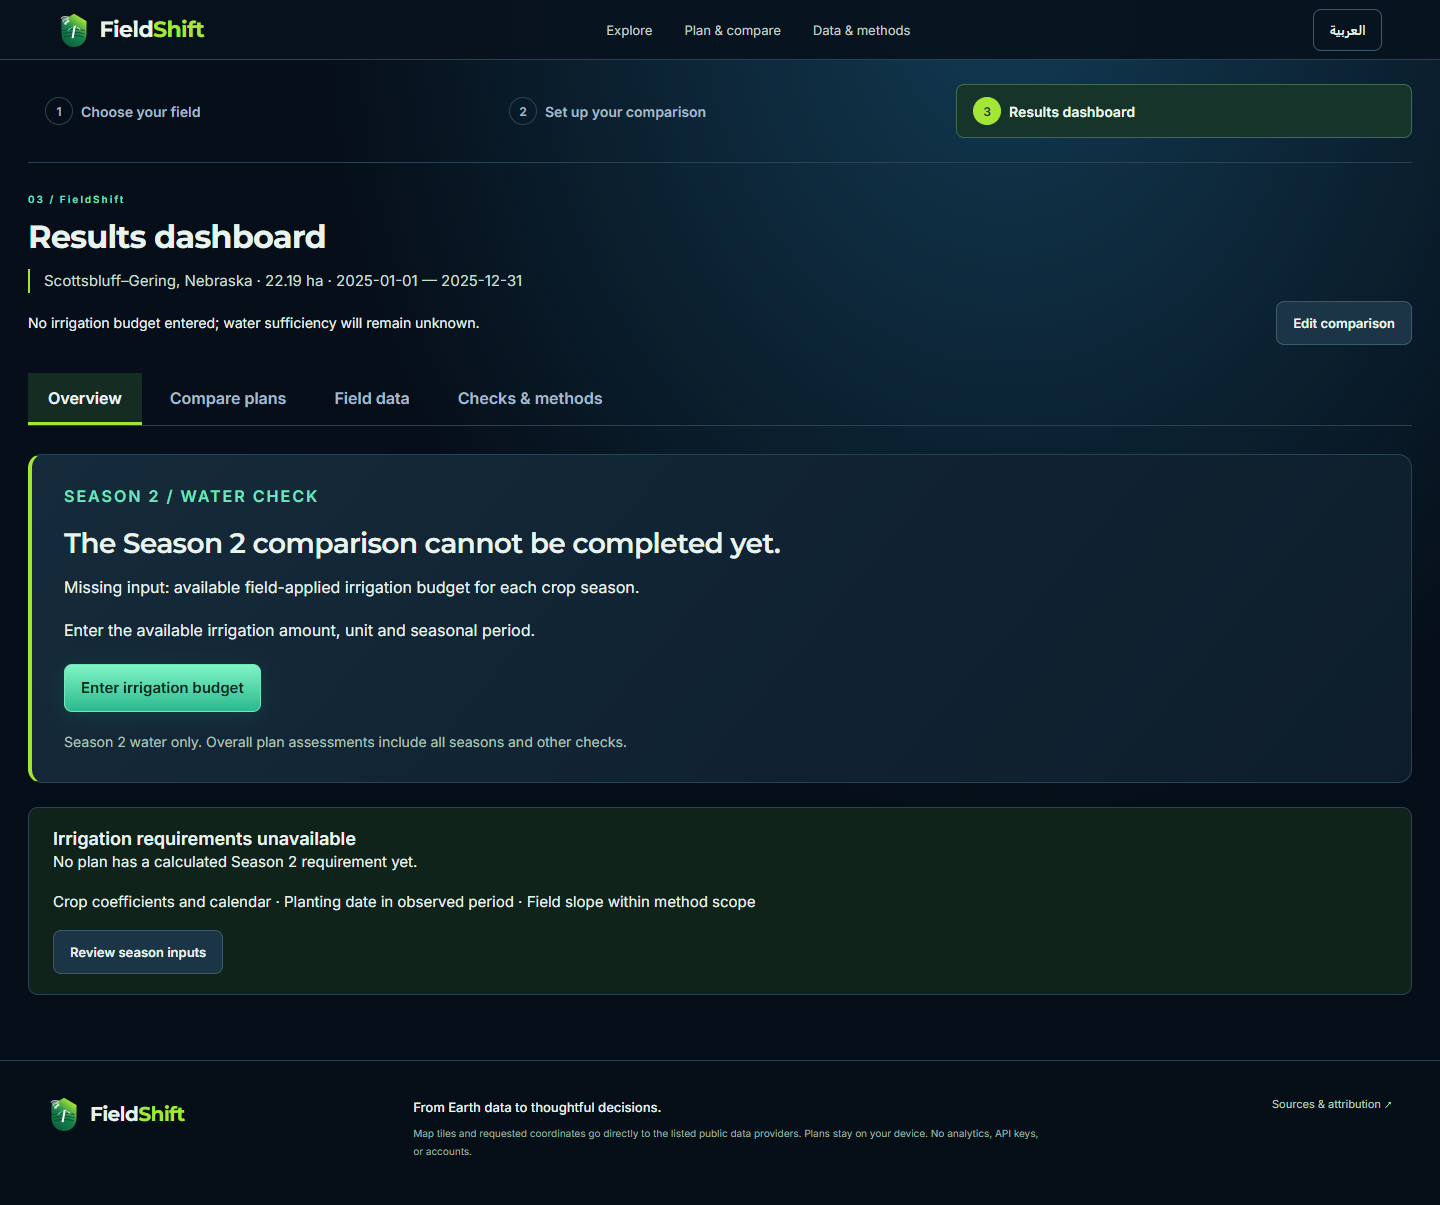 FieldShift
Explore
Plan & compare
Data & methods
العربية
1 Choose your field
2 Set up your comparison
3 Results dashboard
03 / FieldShift
Results dashboard
Scottsbluff–Gering, Nebraska · 22.19 ha · 2025-01-01 — 2025-12-31
No irrigation budget entered; water sufficiency will remain unknown.
Edit comparison
Overview
Compare plans
Field data
Checks & methods
SEASON 2 / WATER CHECK
The Season 2 comparison cannot be completed yet.
Missing input: available field-applied irrigation budget for each crop season.
Enter the available irrigation amount, unit and seasonal period.
Enter irrigation budget
Season 2 water only. Overall plan assessments include all seasons and other checks.
Irrigation requirements unavailable
No plan has a calculated Season 2 requirement yet.
Crop coefficients and calendar · Planting date in observed period · Field slope within method scope
Review season inputs
FieldShift
From Earth data to thoughtful decisions.
Map tiles and requested coordinates go directly to the listed public data providers. Plans stay on your device. No analytics, API keys,
or accounts.
Sources & attribution ↗